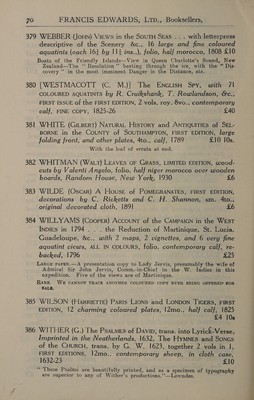 70 FRANCIS EDWARDS, LTD., Booksellers,
379 WEBBER (JOHN) VIEWS IN THE SOUTH SEAS . . . with letterpress
descriptive of the Scenery &c., 16 large and fine coloured
aquatints (each 16½ by 11½ ins.), folio, half morocco, 1808 £10
Boats of the Friendly Islands—View in Queen Charlotte's Sound, New
Zealand—The "Resolution" beating through the ice, with the "Dis
covery" in the most imminent Danger in the Distance, etc.
380 [WESTMACOTT (C. M.)] THE ENGLISH SPY, with 71
COLOURED AQUATINTS by R. Cruikshank, T. Rowlandson, &c.,
FIRST ISSUE of the FIRST EDITION, 2 vols, roy. 8vo., contemporary
calf, FINE COPY, 1825-26 £40
381 WHITE (GILBERT) NATURAL HISTORY and ANTIQUITIES of SEL-
BORNE in the COUNTY of SOUTHAMPTON, FIRST EDITION, large
folding front, and other plates, 4to., calf, 1789 £10 10s.
With the leaf of errata at end.
382 WHITMAN (WALT) LEAVES OF GRASS, LIMITED EDITION, wood-
cuts by Valenti Angelo, folio, half niger morocco over wooden
boards, Random House, New York, 1930 £6
383 WILDE (OSCAR) A HOUSE OF POMEGRANATES, FIRST EDITION,
decorations by C. Ricketts and C. H. Shannon, sm. 4to.,
original decorated cloth, 1891 £6
384 WILLYAMS (COOPER) ACCOUNT of the CAMPAIGN in the WEST
INDIES in 1794 . . . the Reduction of Martinique, St. Lucia,
Guadeloupe, &c., with 2 maps, 2 vignettes, and 6 very fine
aquatint views, ALL IN COLOURS, folio, contemporary calf, re-
backed, 1796 £25
LARGE PAPER.—A presentation copy to Lady Jervis, presumably the wife of
Admiral Sir John Jervis, Comm.-in-Chief in the W. Indies in this
expedition. Five of the views are of Martinique.
RARE. WE CANNOT TRACE ANOTHER COLOURED COPY EVER BEING OFFERED FOR
SALE.
385 WILSON (HARRIETTE) PARIS LIONS and LONDON TIGERS, FIRST
EDITION, 12 charming coloured plates, 12mo., half calf, 1825
£4 10s
386 WITHER (G.) The PSALMES OF DAVID, trans. into Lyrick-Verse,
Imprinted in the Neatherlands, 1632, The HYMNES and SONGS
of the CHURCH, trans. by G. W. 1623, together 2 vols in 1,
FIRST EDITIONS, 12mo., contemporary sheep, in cloth case,
1632-23 £10
"These Psalms are beautifully printed, and as a specimen of typography
are superior to any of Wither's productions."—Lowndes.